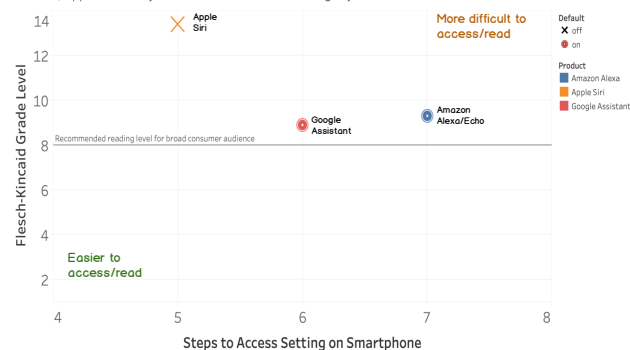 14
12
10
8
6
4
2
Flesch-Kincaid Grade Level
Apple
Siri
More difficult to
access/read
Google
Assistant
Amazon
Alexa/Echo
Recommended reading level for broad consumer audience
Easier to
access/read
4
5
6
7
8
Steps to Access Setting on Smartphone
Default
off
on
Product
Amazon Alexa
Apple Siri
Google Assistant